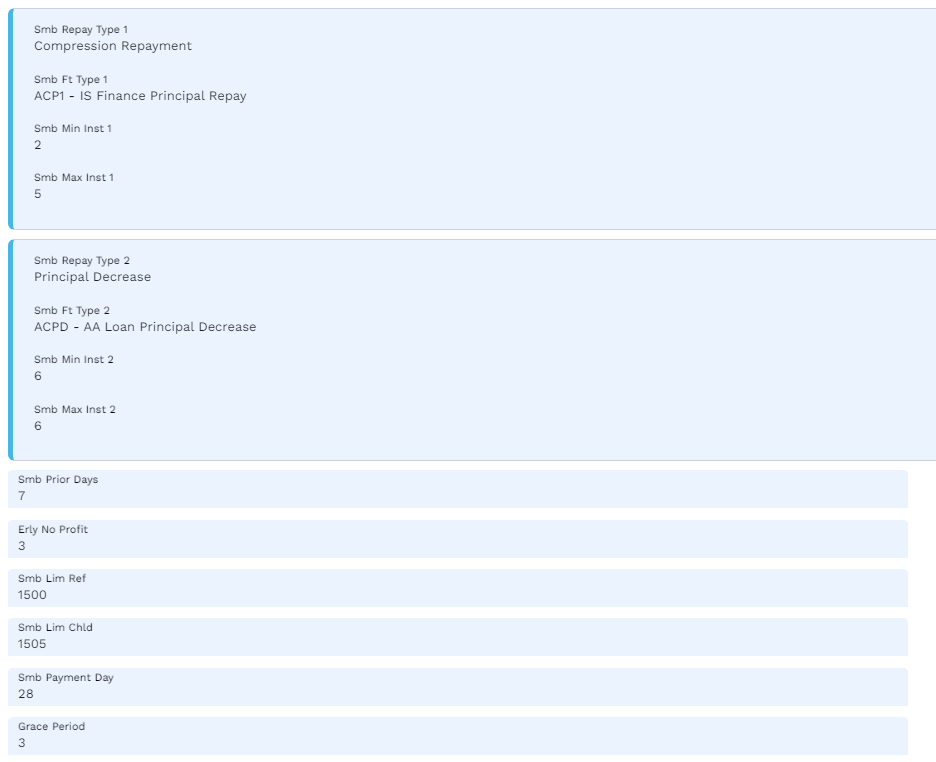 Smb Repay Type 1
Compression Repayment
Smb Ft Type 1
ACP1 - IS Finance Principal Repay
Smb Min Inst 1
2
Smb Max Inst 1
5
Smb Repay Type 2
Principal Decrease
Smb Ft Type 2
ACPD - AA Loan Principal Decrease
Smb Min Inst 2
6
Smb Max Inst 2
6
Smb Prior Days
7
Erly No Profit
3
Smb Lim Ref
1500
Smb Lim Chld
1505
Smb Payment Day
28
Grace Period
3